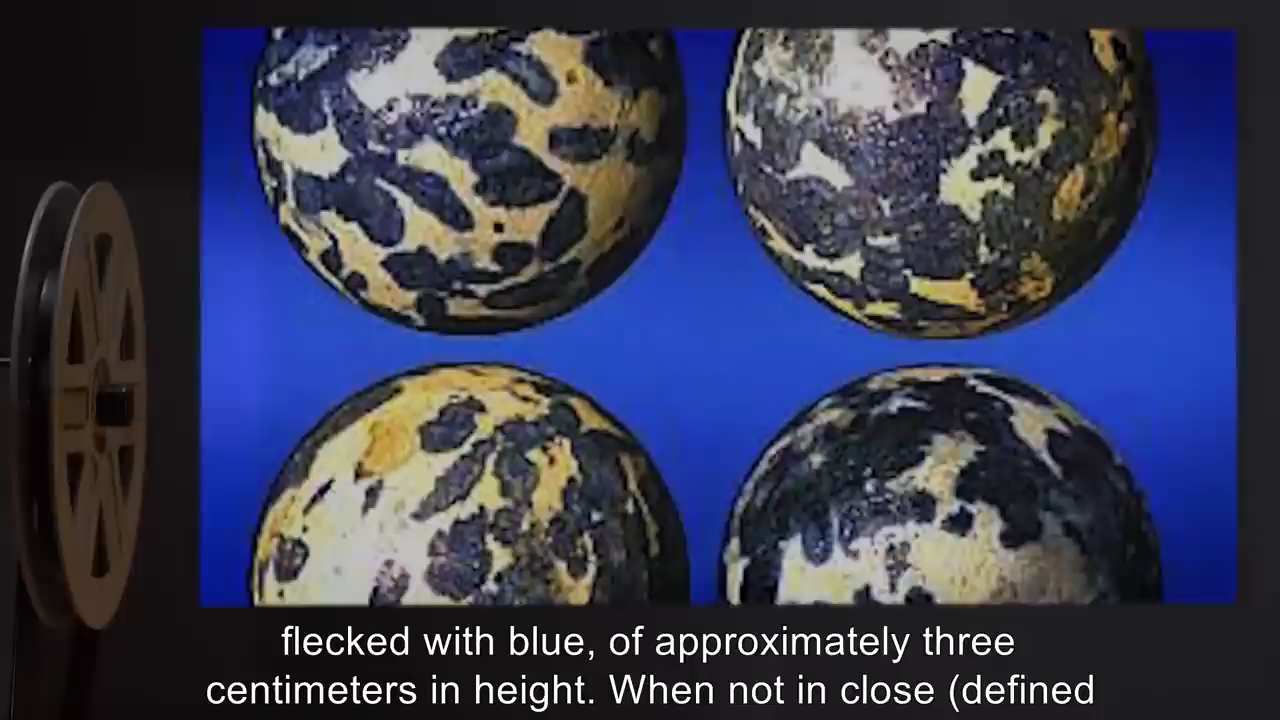 flecked with blue, of approximately three
centimeters in height. When not in close (defined